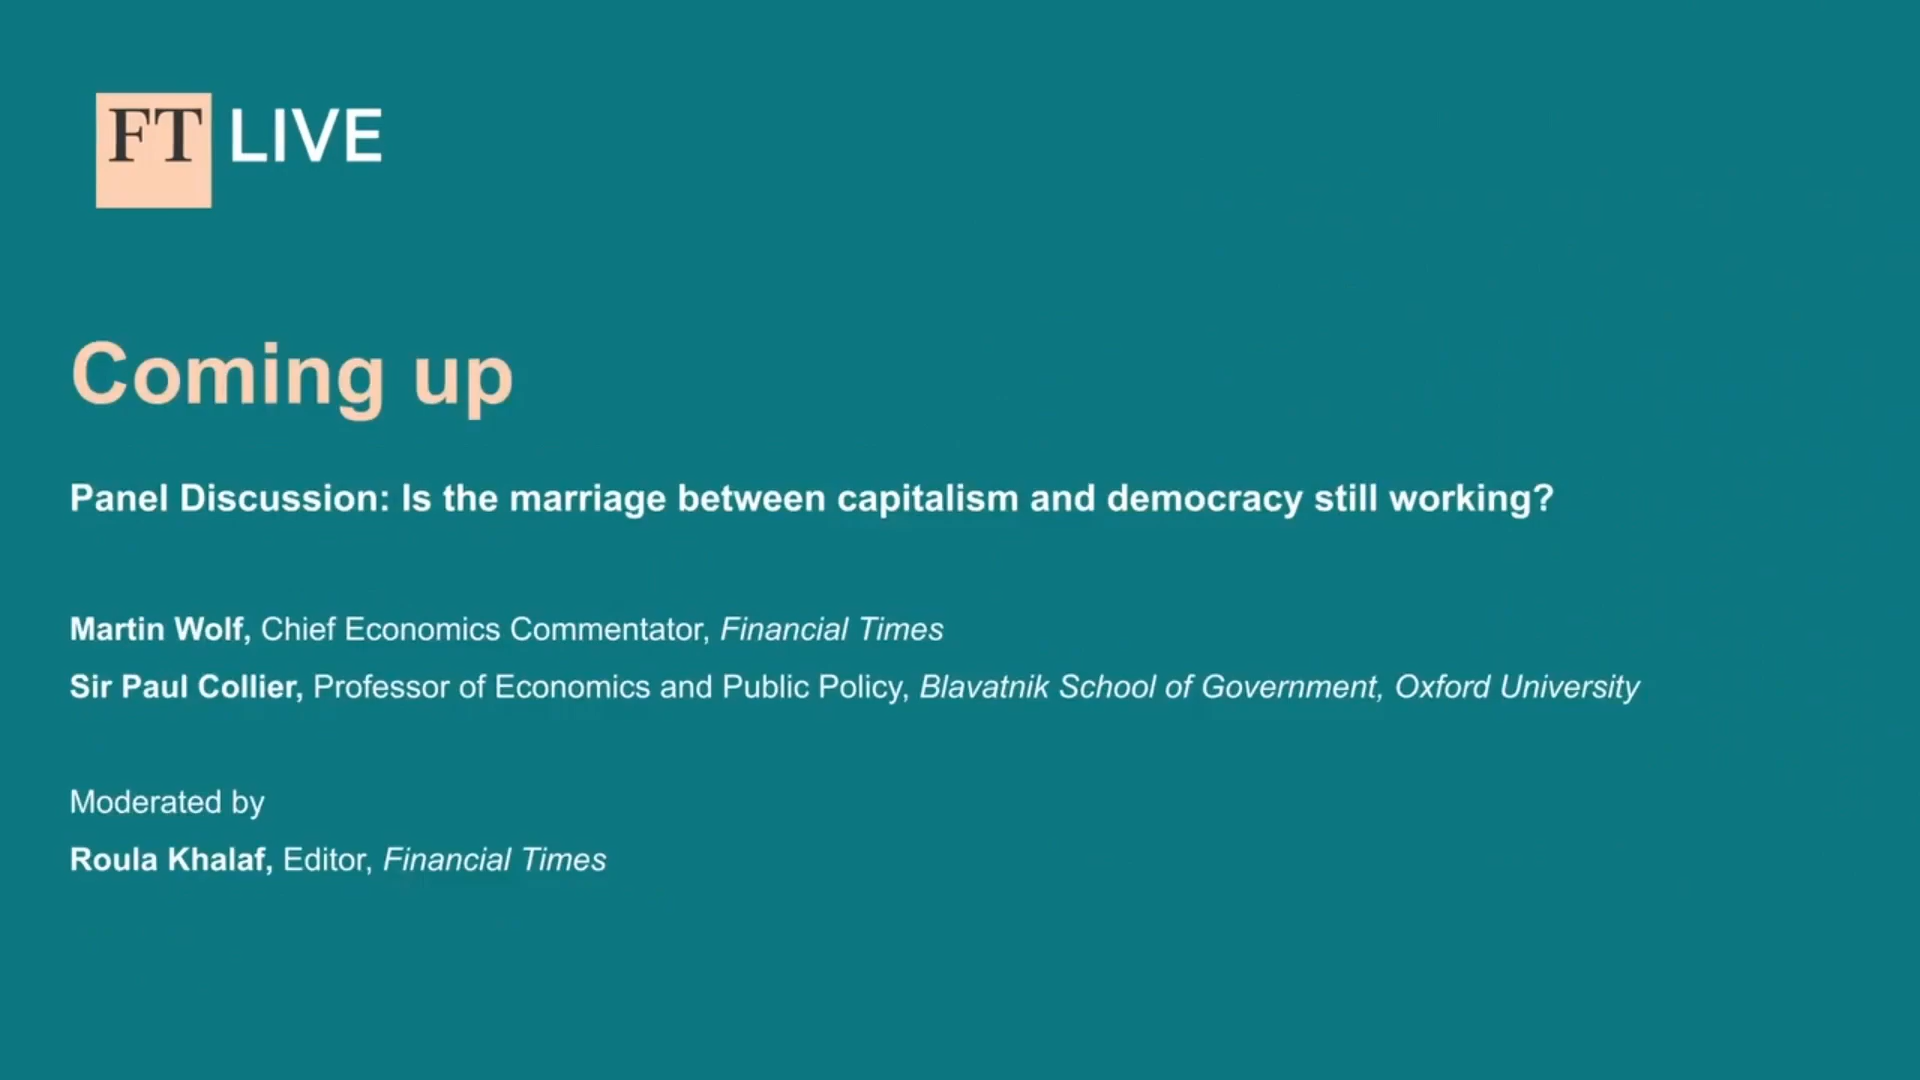 FT LIVE
Coming up
Panel Discussion: Is the marriage between capitalism and democracy still working?
Martin Wolf, Chief Economics Commentator, Financial Times
Sir Paul Collier, Professor of Economics and Public Policy, Blavatnik School of Government, Oxford University
Moderated by
Roula Khalaf, Editor, Financial Times